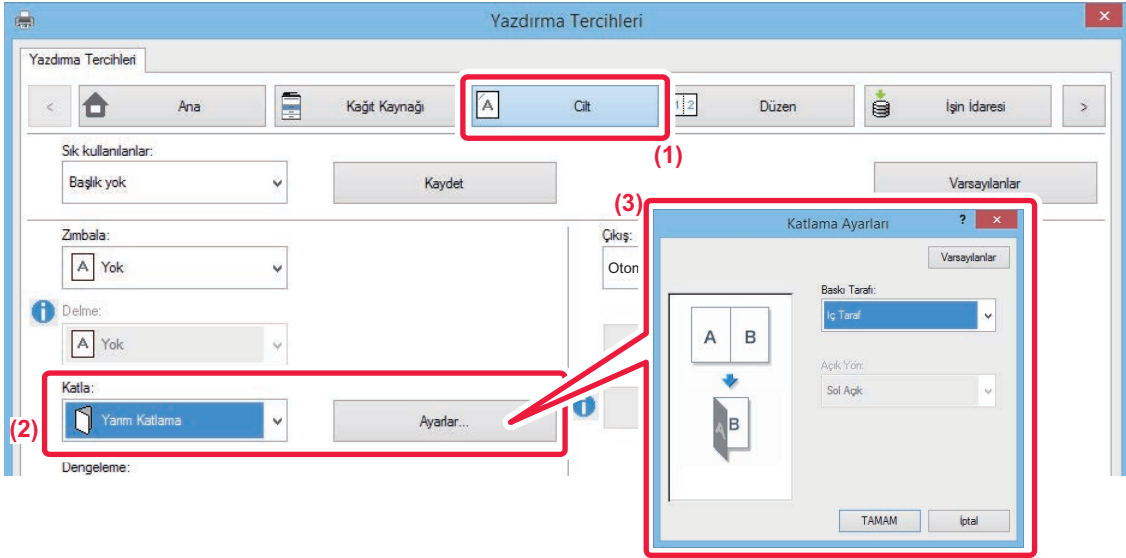 Yazdırma Tercihleri
Yazdırma Tercihleri
Ana
Kağıt Kaynağı
A
Cilt
1 2
Düzen
İşin İdaresi
(1)
Sık kullanılanlar:
Başlık yok
Kaydet
Varsayılanlar
(3)
Zımbala:
A Yok
Çıkış:
Oton
Delme:
A Yok
Katla:
(2)
Yarım Katlama
Ayarlar...
Dengeleme:
Katlama Ayarları
?
Varsayılanlar
Baskı Tarafı:
İç Taraf
A B
Açık Yön:
Sol Açık
A B
TAMAM
İptal